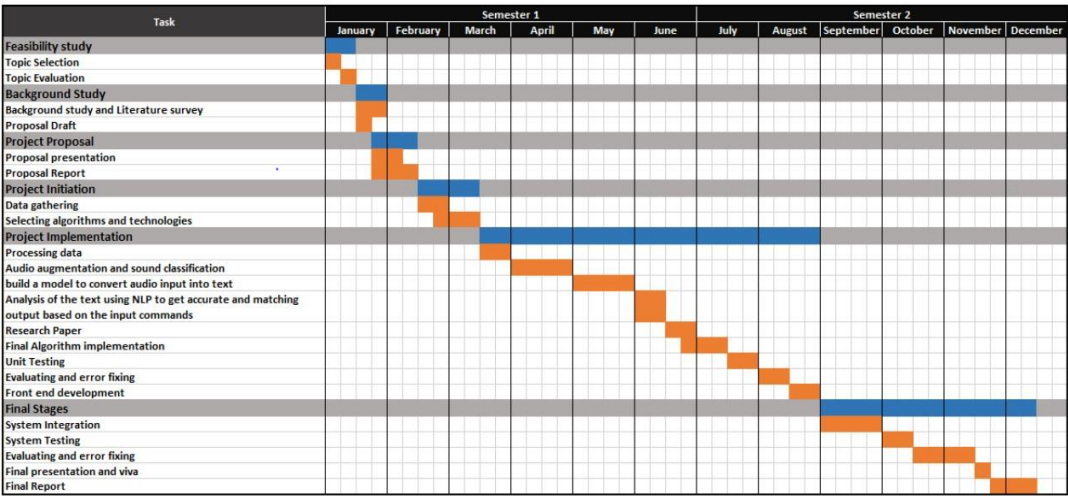 Task
Semester 1 Semester 2
January February March April May June July August September October November December
Feasibility study
Topic Selection
Topic Evaluation
Background Study
Background study and Literature survey
Proposal Draft
Project Proposal
Proposal presentation
Proposal Report
Project Initiation
Data gathering
Selecting algorithms and technologies
Project Implementation
Processing data
Audio augmentation and sound classification
build a model to convert audio input into text
Analysis of the text using NLP to get accurate and matching
output based on the input commands
Research Paper
Final Algorithm implementation
Unit Testing
Evaluating and error fixing
Front end development
Final Stages
System Integration
System Testing
Evaluating and error fixing
Final presentation and viva
Final Report